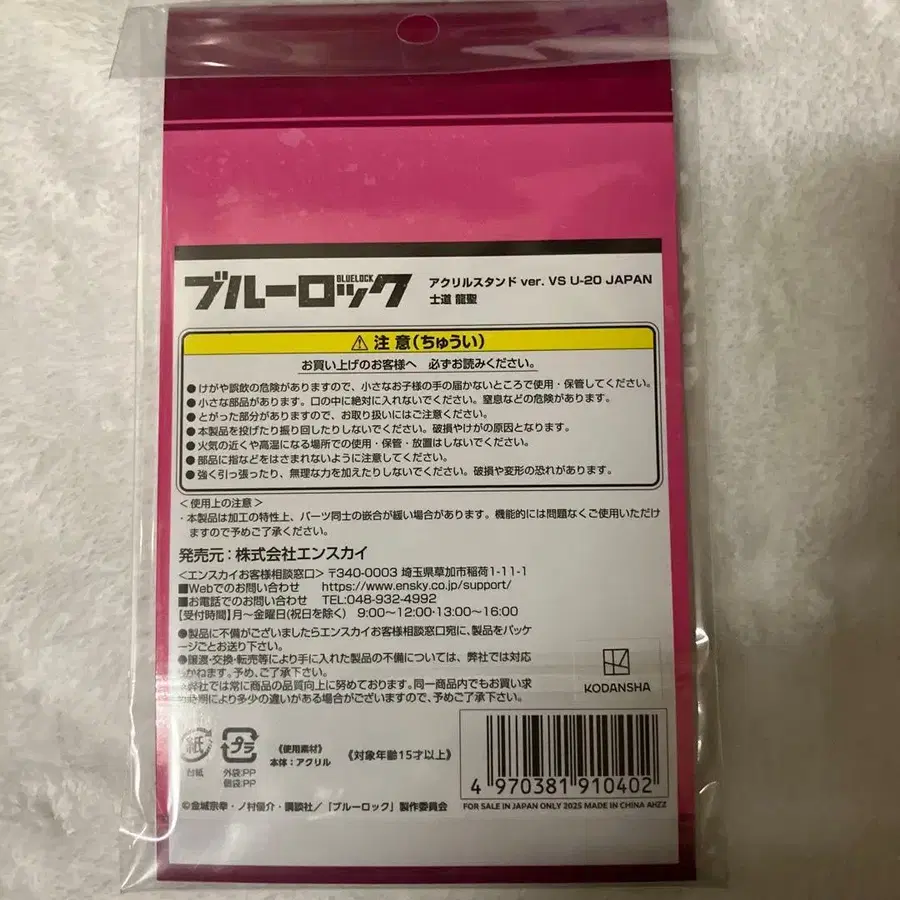 ブルーロック
BLUELOCK
アクリルスタンド ver. VS U-20 JAPAN
士道 龍聖
⚠ 注 意(ちゅうい)
お買い上げのお客様へ 必ずお読みください。
●けがや誤飲の危険がありますので、小さなお子様の手の届かないところで使用・保管してください。
●小さな部品があります。口の中に絶対に入れないでください。窒息などの危険があります。
●とがった部分がありますので、お取り扱いにはご注意ください。
●本製品を投げたり振り回したりしないでください。破損やけがの原因となります。
●火気の近くや高温になる場所での使用・保管・放置はしないでください。
●部品に指などをはさまれないように注意してください。
●強く引っ張ったり、無理な力を加えたりしないでください。破損や変形の恐れがあります。
<使用上の注意>
・本製品は加工の特性上、パーツ同士の嵌合が緩い場合があります。機能的には問題なくご使用いただけ
ますので予めご了承ください。
発売元:株式会社エンスカイ
<エンスカイお客様相談窓口>〒340-0003 埼玉県草加市稲荷1-11-1
■Webでのお問い合わせ https://www.ensky.co.jp/support/
■お電話でのお問い合わせ TEL:048-932-4992
【受付時間】月~金曜日(祝日を除く) 9:00~12:00・13:00~16:00
●製品に不備がございましたらエンスカイお客様相談窓口宛に、製品をパッケ
ージごとお送り下さい。
●譲渡・交換・転売等により手に入れた製品の不備については、弊社では対応
しかねます。予め、ご了承下さい。
弊社では常に商品の品質向上に努めております。同一商品内でもお買い求
め時期により多少の違いがある場合がございますので、予めご了承下さい。
KODANSHA
紙
台紙
プラ
外袋:PP
個袋:PP
《使用素材》
本体:アクリル
《対象年齢15才以上》
4 970381 910402
©金城宗幸・ノ村優介・講談社/「ブルーロック」製作委員会
FOR SALE IN JAPAN ONLY 2025 MADE IN CHINA AHZZ